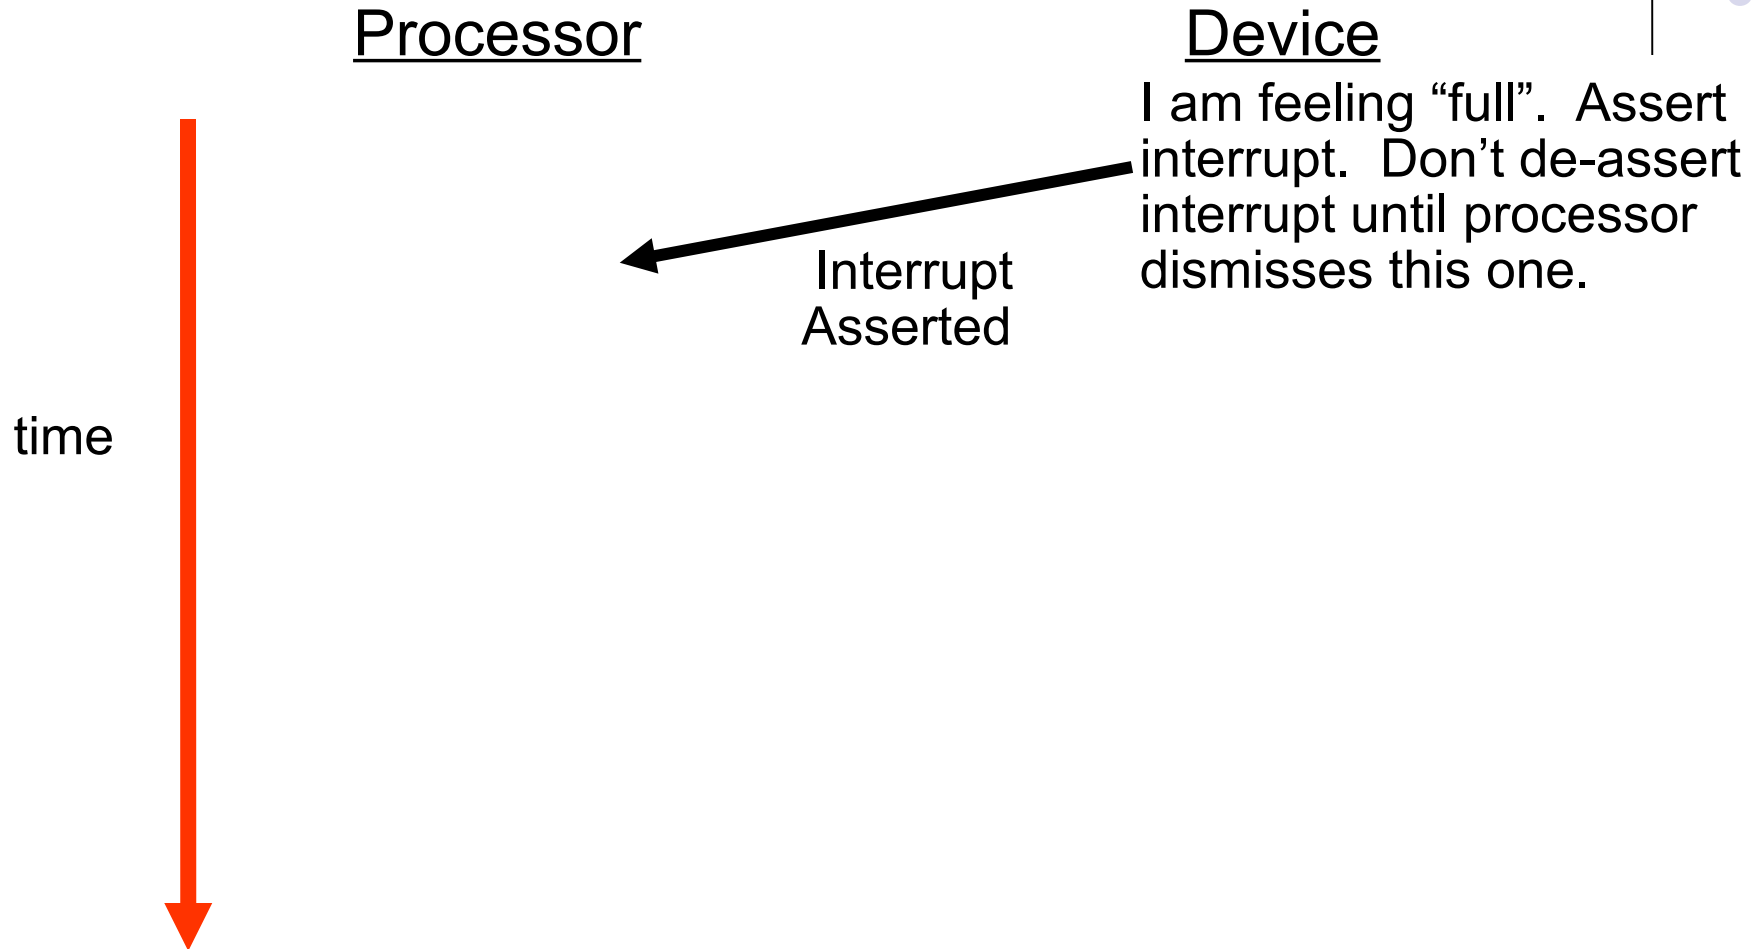 Processor
Device
I am feeling “full”.  Assert
interrupt.  Don’t de-assert
interrupt until processor
dismisses this one.
Interrupt
Asserted
time